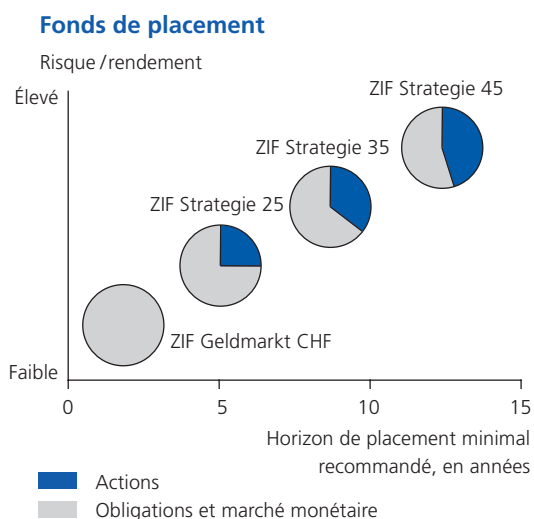 Fonds de placement
Risque/rendement
Élevé
ZIF Strategie 45
ZIF Strategie 35
ZIF Strategie 25
ZIF Geldmarkt CHF
Faible
0 5 10 15
Horizon de placement minimal
recommandé, en années
Actions
Obligations et marché monétaire